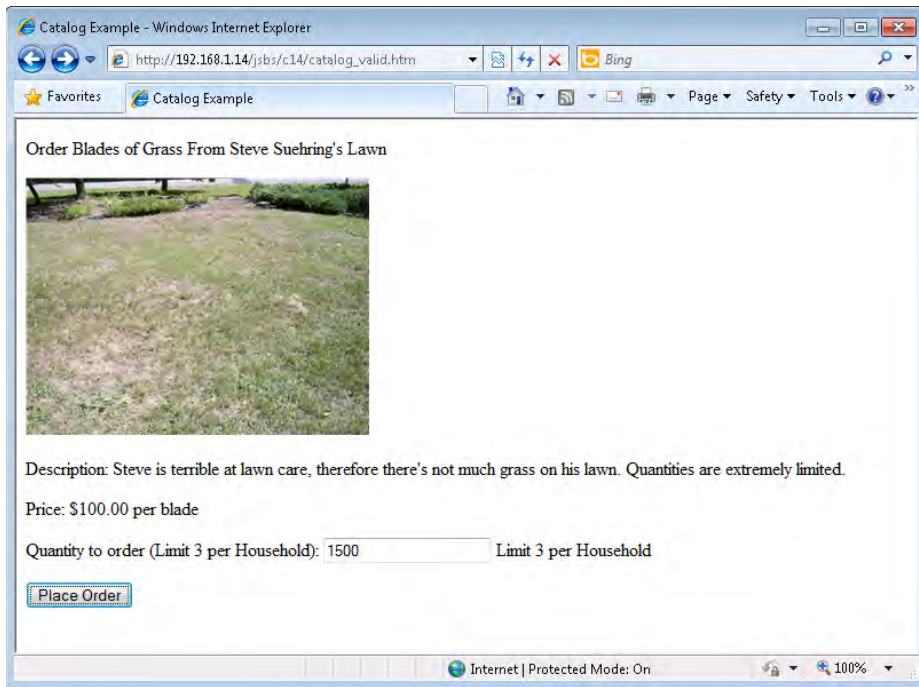 Catalog Example - Windows Internet Explorer
http://192.168.1.14/jsbs/c14/catalog_valid.htm
Bing
Favorites Catalog Example Page Safety Tools
Order Blades of Grass From Steve Suehring's Lawn
Description: Steve is terrible at lawn care, therefore there's not much grass on his lawn. Quantities are extremely limited.
Price: $100.00 per blade
Quantity to order (Limit 3 per Household): 1500 Limit 3 per Household
Place Order
Internet | Protected Mode: On 100%